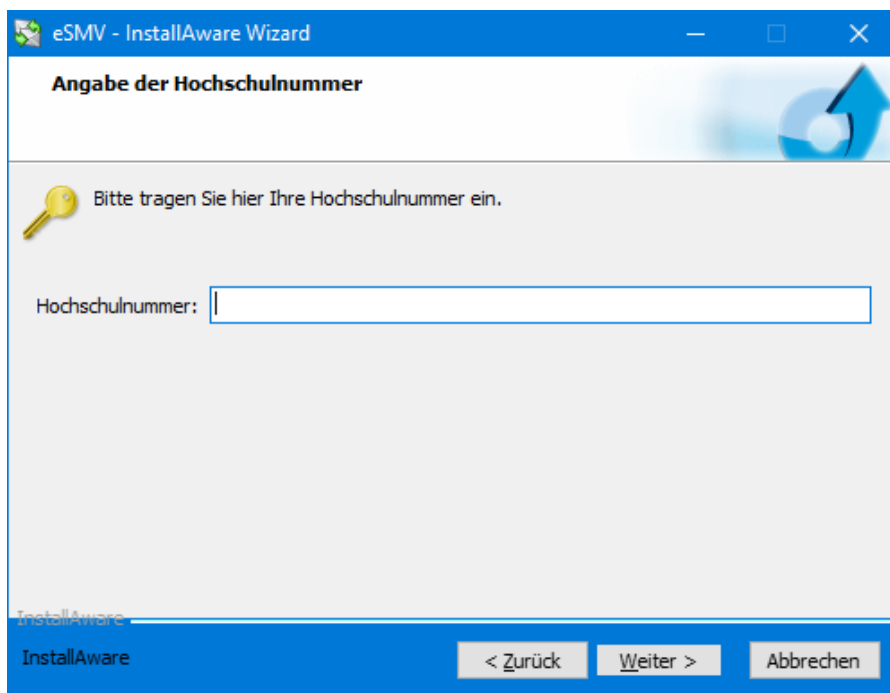 eSMV - InstallAware Wizard
Angabe der Hochschulnummer
Bitte tragen Sie hier Ihre Hochschulnummer ein.
Hochschulnummer:
InstallAware
InstallAware
< Zurück
Weiter >
Abbrechen